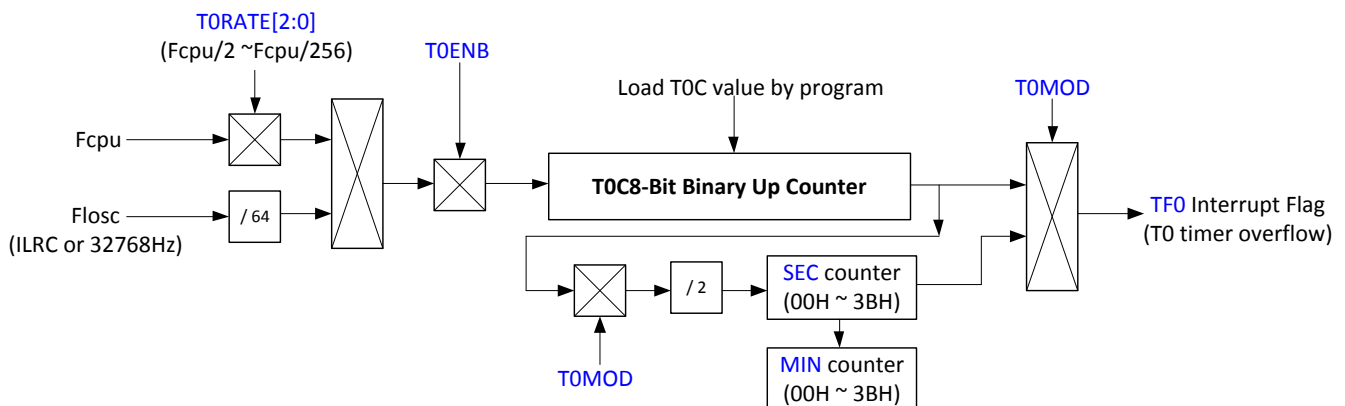 T0RATE[2:0]
(Fcpu/2 ~Fcpu/256)
T0ENB
Load T0C value by program
T0MOD
Fcpu
T0C8-Bit Binary Up Counter
Flosc
(ILRC or 32768Hz)
/ 64
TF0 Interrupt Flag
(T0 timer overflow)
/ 2
SEC counter
(00H ~ 3BH)
T0MOD
MIN counter
(00H ~ 3BH)